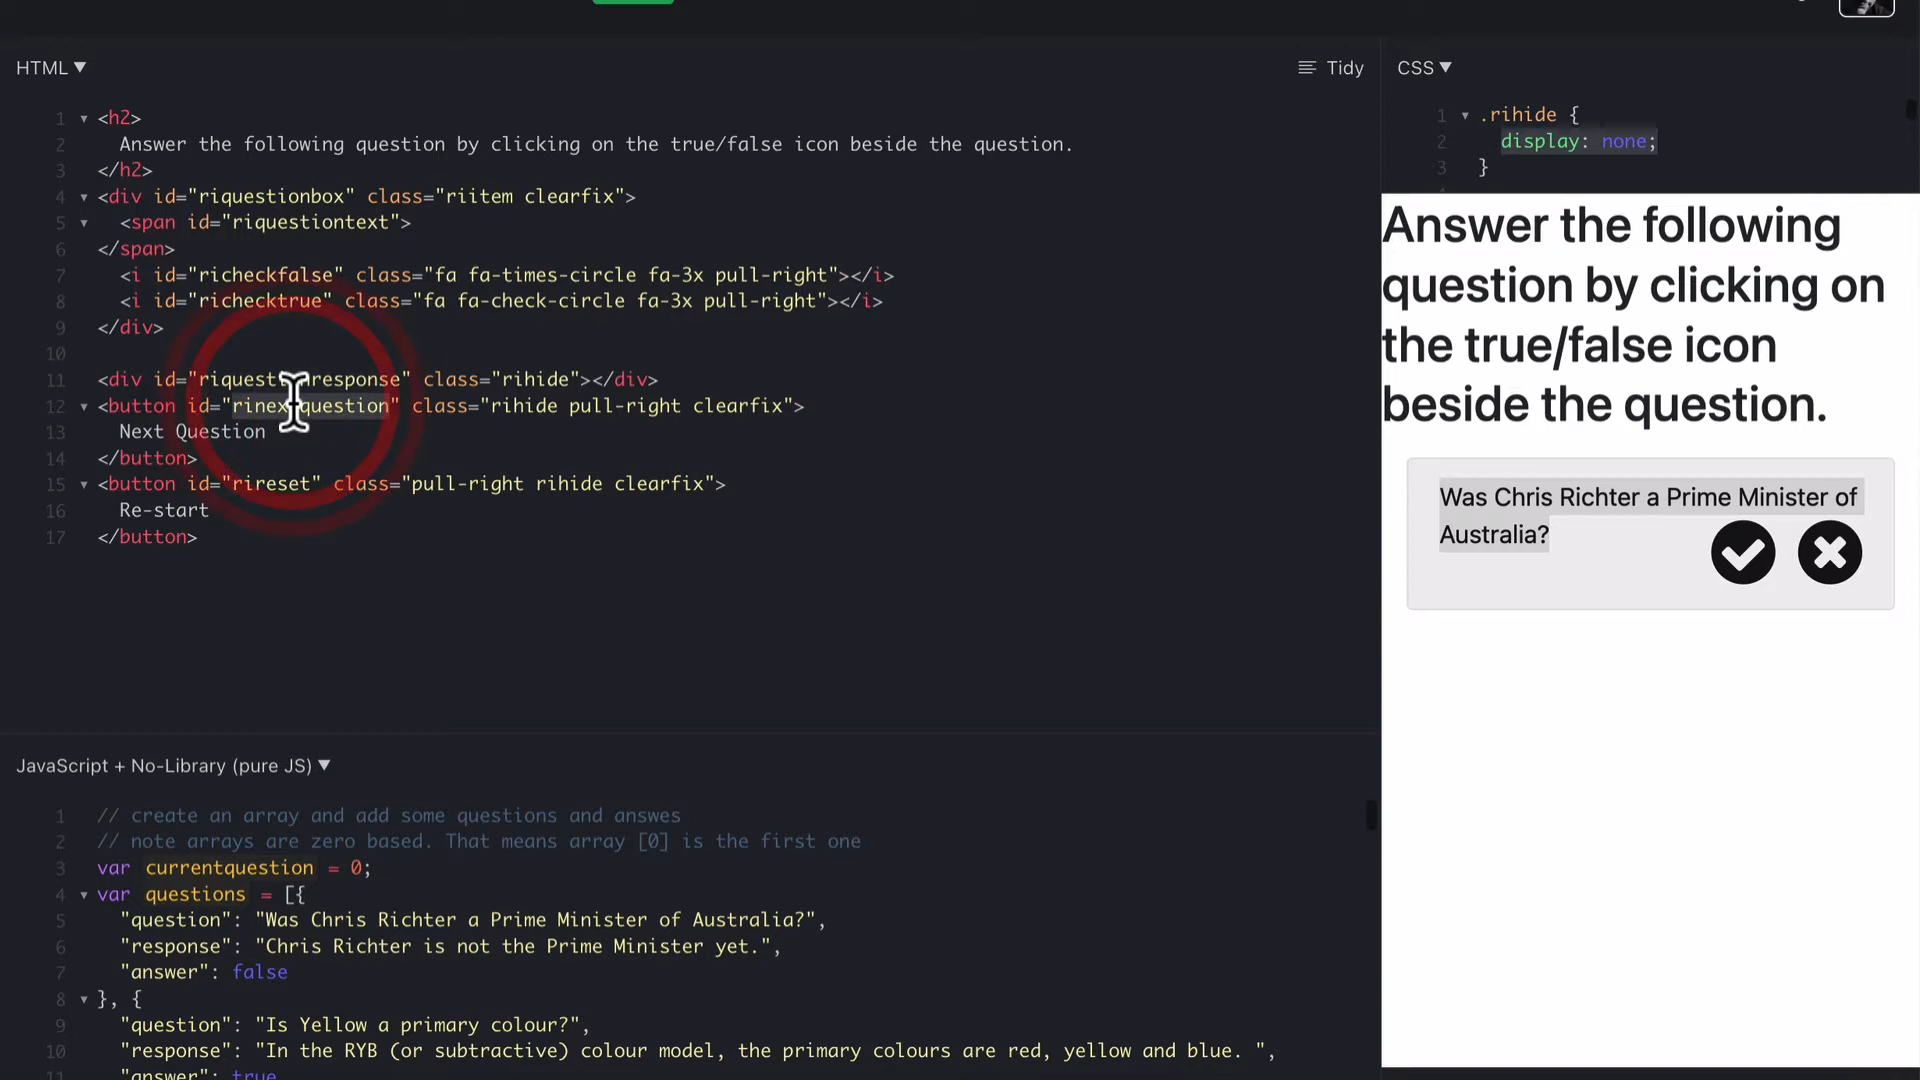 HTML ▼
Tidy
1 ▾ <h2>
2 Answer the following question by clicking on the true/false icon beside the question.
3 </h2>
4 ▾ <div id="riquestionbox" class="riitem clearfix">
5 ▾ <span id="riquestiontext">
6 </span>
7 <i id="richeckfalse" class="fa fa-times-circle fa-3x pull-right"></i>
8 <i id="richecktrue" class="fa fa-check-circle fa-3x pull-right"></i>
9 </div>
10
11 <div id="riquestionresponse" class="rihide"></div>
12 ▾ <button id="rinextquestion" class="rihide pull-right clearfix">
13 Next Question
14 </button>
15 ▾ <button id="rireset" class="pull-right rihide clearfix">
16 Re-start
17 </button>
JavaScript + No-Library (pure JS) ▼
1 // create an array and add some questions and answes
2 // note arrays are zero based. That means array [0] is the first one
3 var currentquestion = 0;
4 ▾ var questions = [{
5 "question": "Was Chris Richter a Prime Minister of Australia?",
6 "response": "Chris Richter is not the Prime Minister yet.",
7 "answer": false
8 ▾ }, {
9 "question": "Is Yellow a primary colour?",
10 "response": "In the RYB (or subtractive) colour model, the primary colours are red, yellow and blue. ",
11 "answer": true
CSS ▼
1 ▾ .rihide {
2 display: none;
3 }
Answer the following
question by clicking on
the true/false icon
beside the question.
Was Chris Richter a Prime Minister of
Australia?